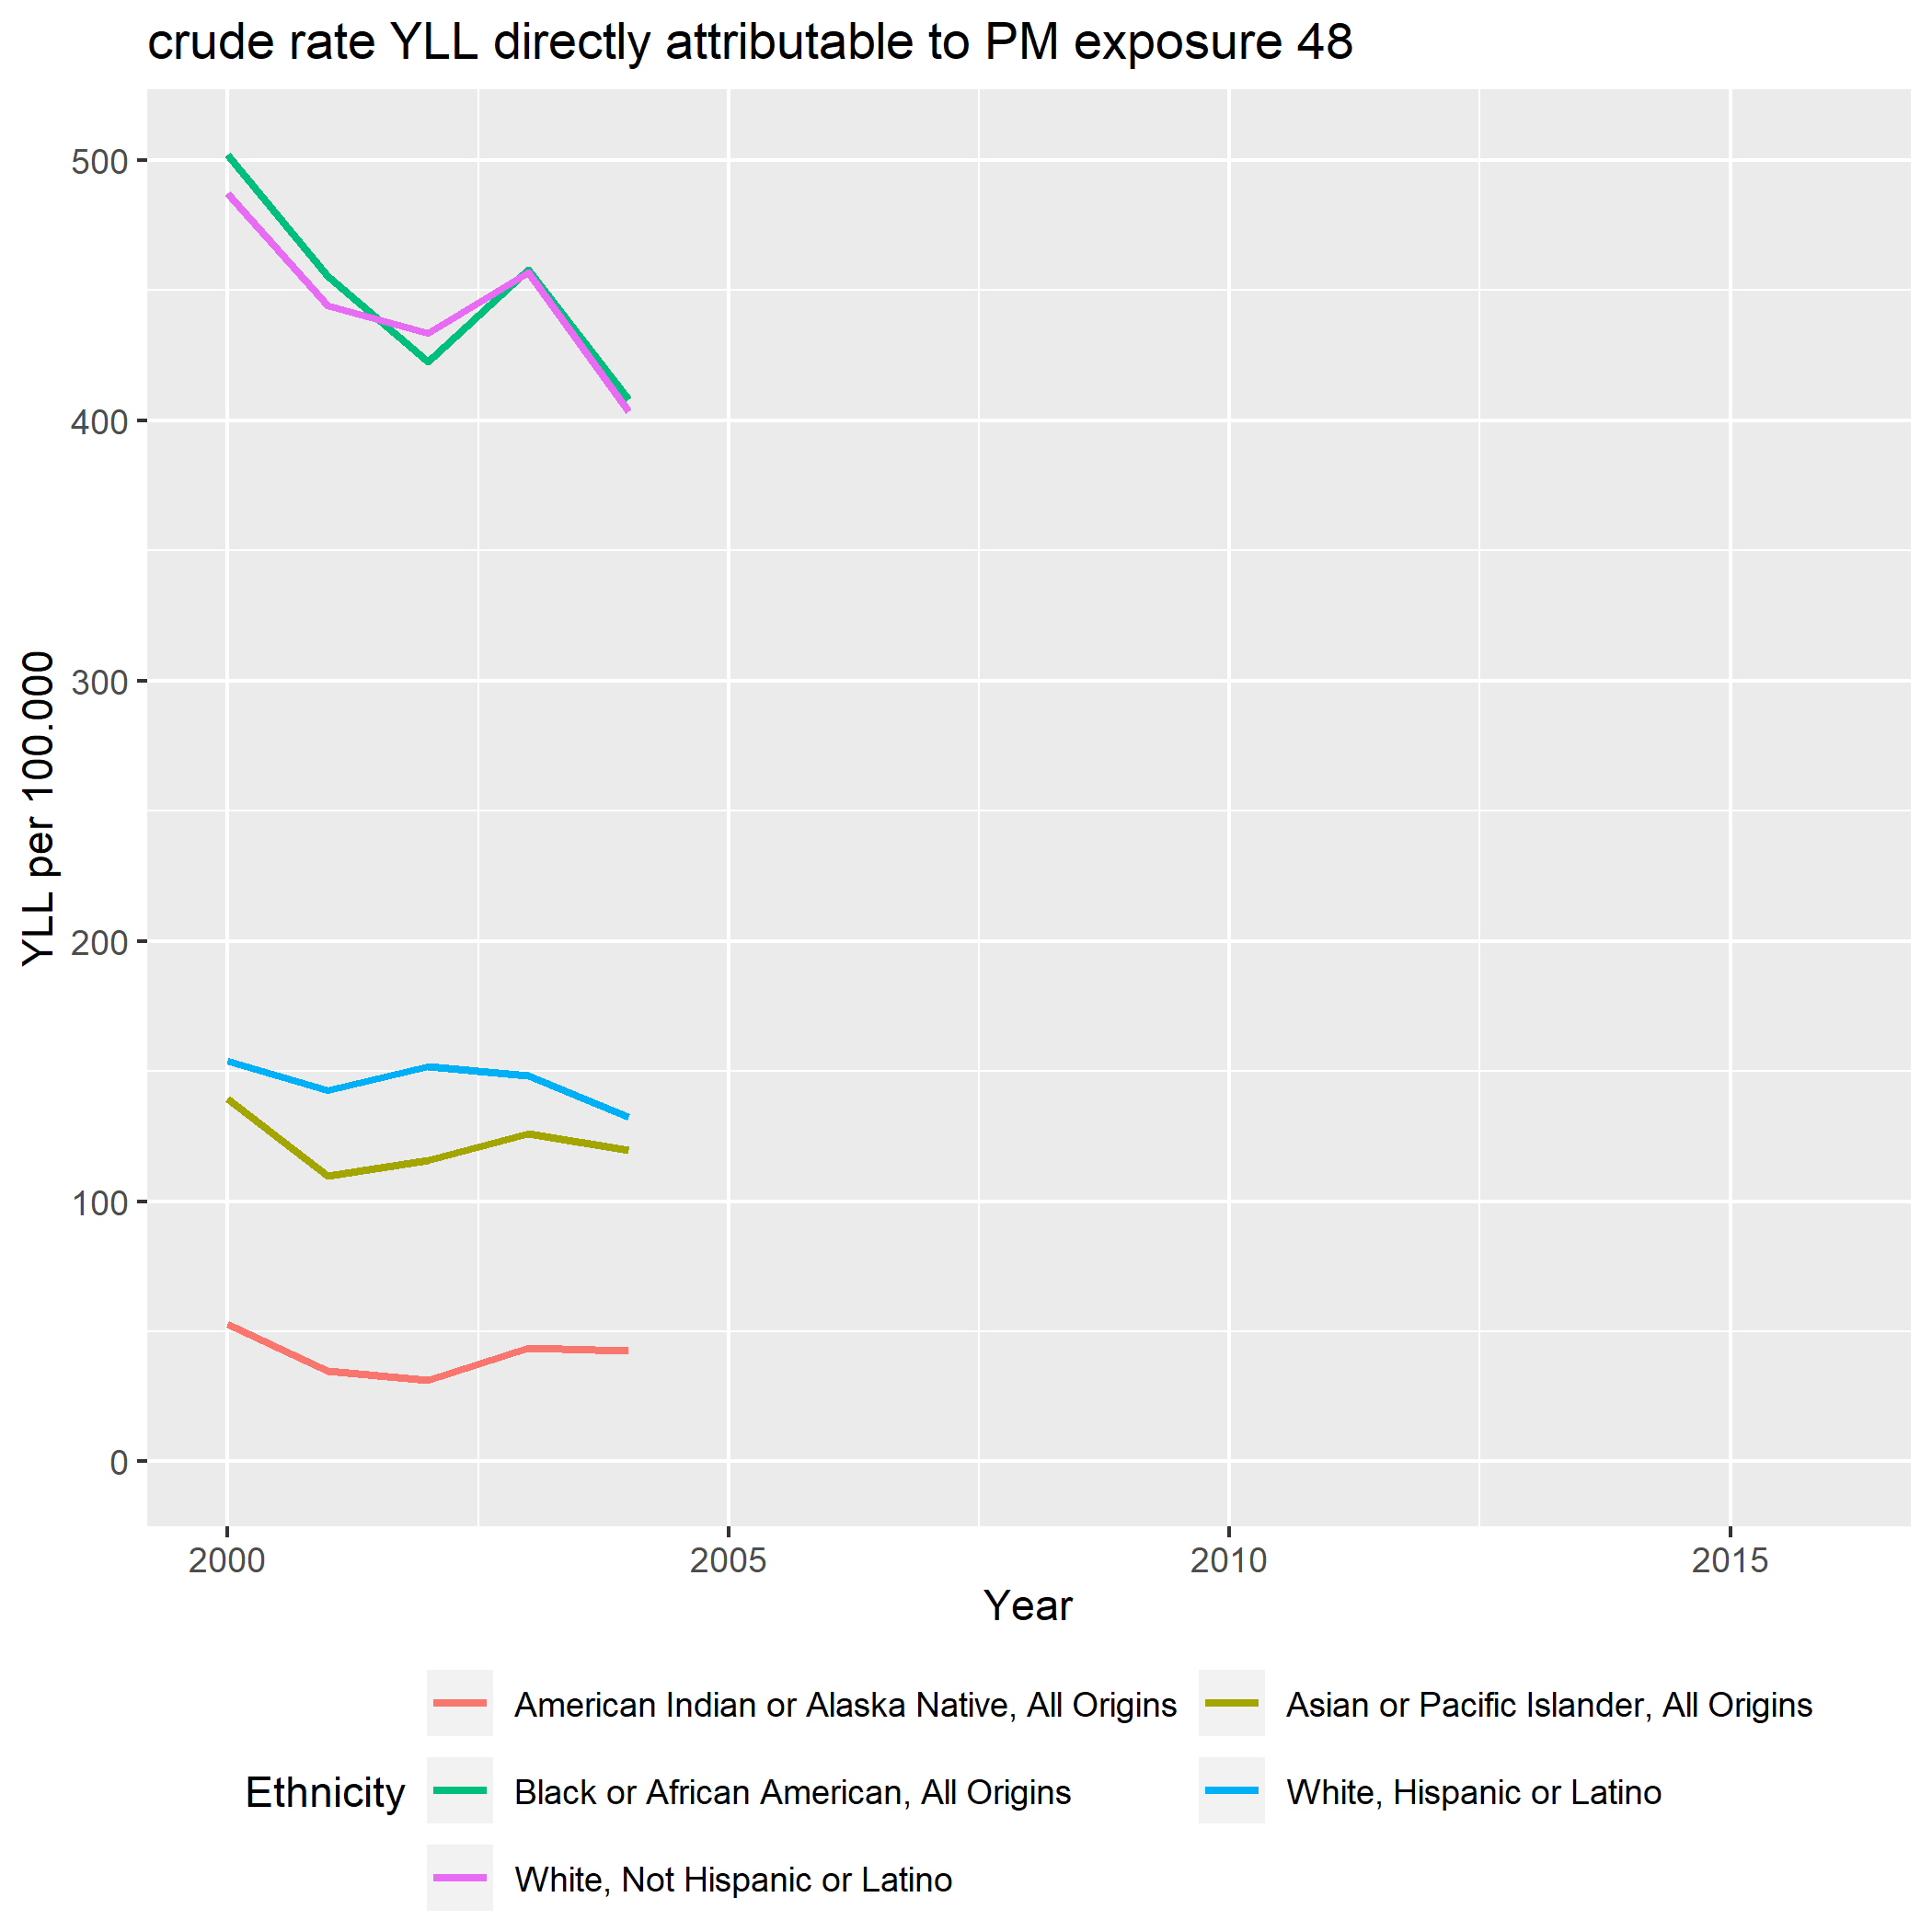 crude rate YLL directly attributable to PM exposure 48
YLL per 100.000
500
400
300
200
100
0
2000 2005 2010 2015
Year
Ethnicity
American Indian or Alaska Native, All Origins
Asian or Pacific Islander, All Origins
Black or African American, All Origins
White, Hispanic or Latino
White, Not Hispanic or Latino